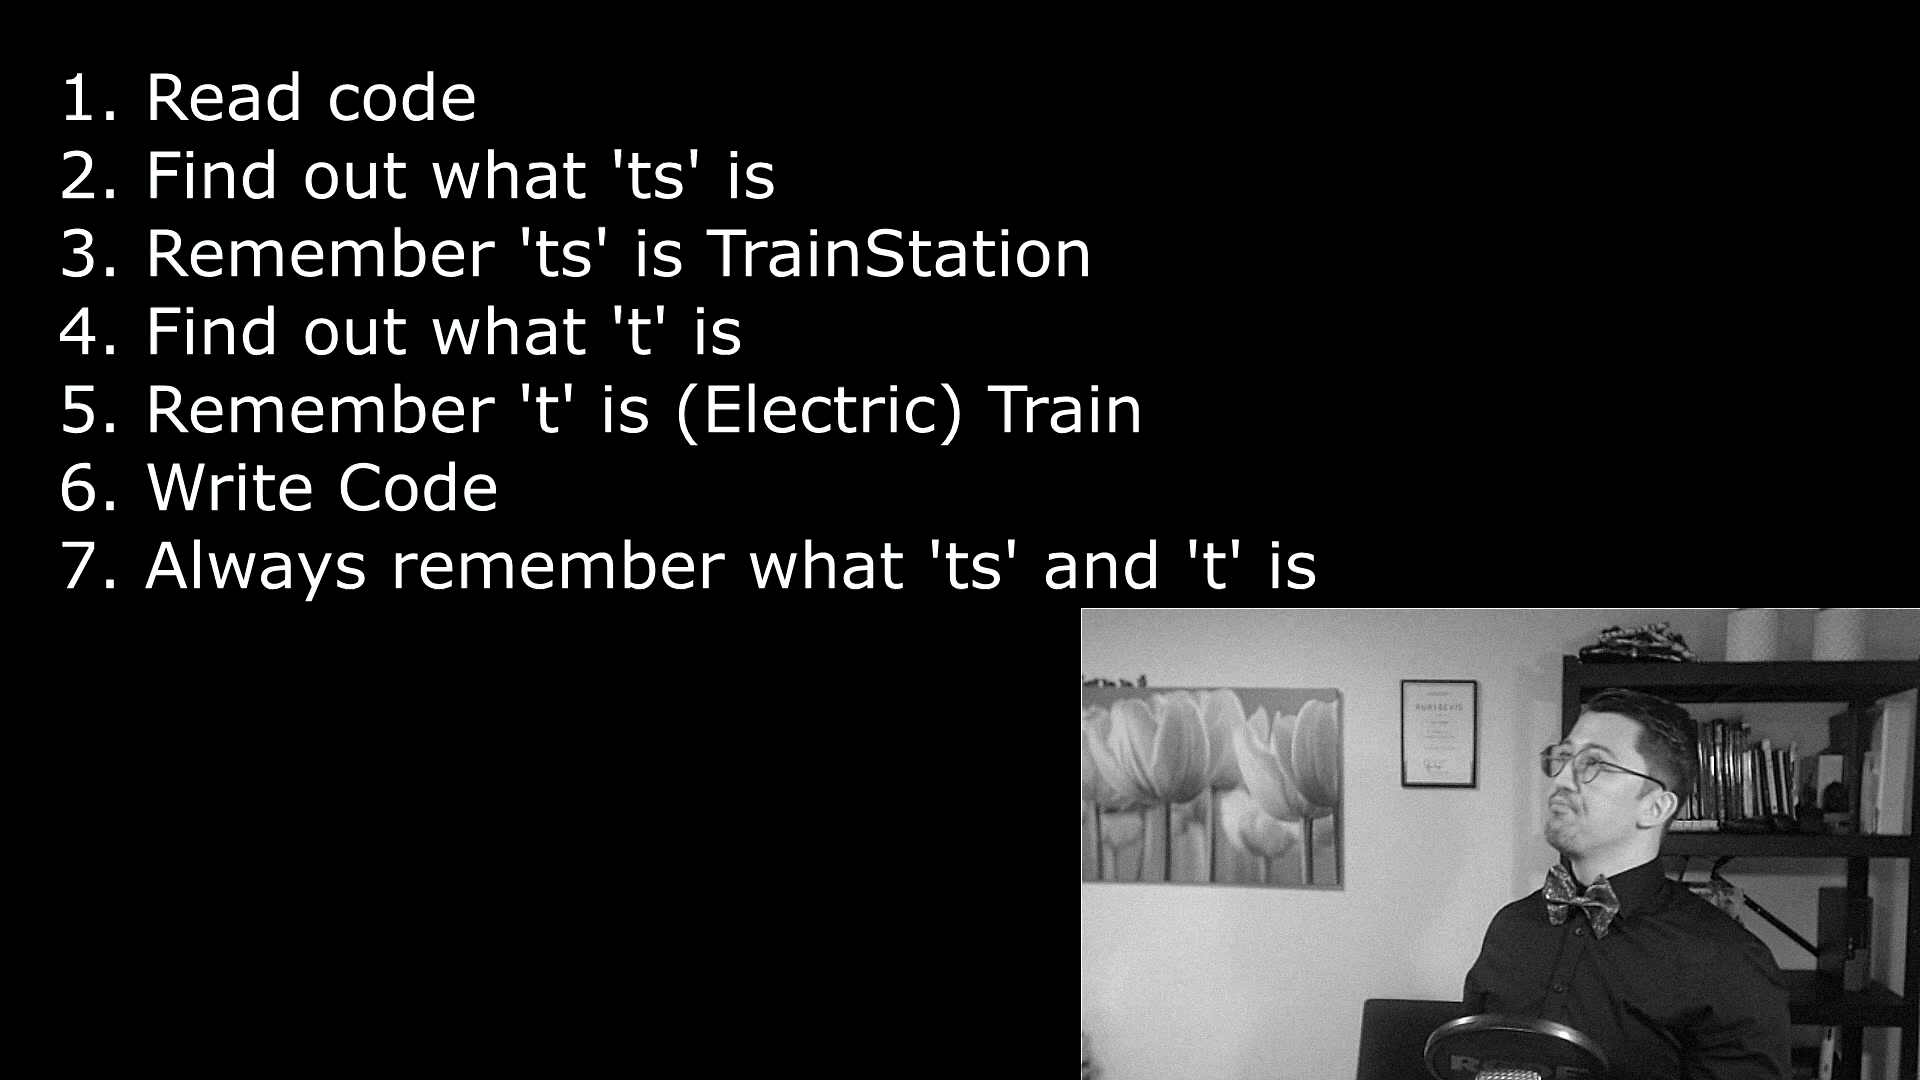 1. Read code
2. Find out what 'ts' is
3. Remember 'ts' is TrainStation
4. Find out what 't' is
5. Remember 't' is (Electric) Train
6. Write Code
7. Always remember what 'ts' and 't' is